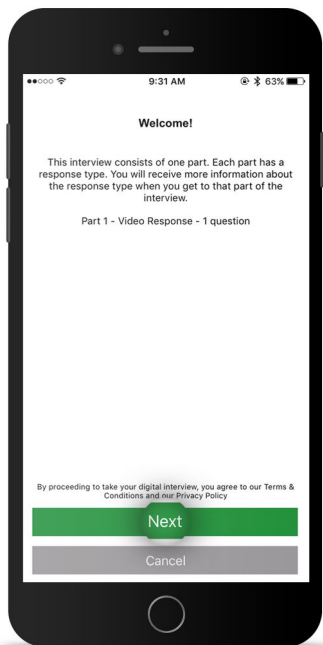 9:31 AM
63%
Welcome!
This interview consists of one part. Each part has a
response type. You will receive more information about
the response type when you get to that part of the
interview.
Part 1 - Video Response - 1 question
By proceeding to take your digital interview, you agree to our Terms &
Conditions and our Privacy Policy
Next
Cancel